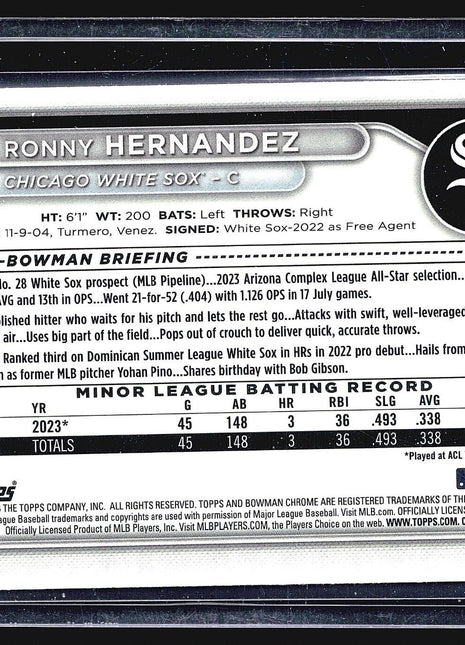 RONNY HERNANDEZ
CHICAGO WHITE SOX® – C
HT: 6'1" WT: 200 BATS: Left THROWS: Right
11-9-04, Turmero, Venez. SIGNED: White Sox-2022 as Free Agent
BOWMAN BRIEFING
No. 28 White Sox prospect (MLB Pipeline)...2023 Arizona Complex League All-Star selection...
AVG and 13th in OPS...Went 21-for-52 (.404) with 1.126 OPS in 17 July games.
hitter who waits for his pitch and lets the rest go...Attacks with swift, well-leveraged
air...Uses big part of the field...Pops out of crouch to deliver quick, accurate throws.
Ranked third on Dominican Summer League White Sox in HRs in 2022 pro debut...Hails from
as former MLB pitcher Yohan Pino...Shares birthday with Bob Gibson.
MINOR LEAGUE BATTING RECORD
YR G AB HR RBI SLG AVG
2023* 45 148 3 36 .493 .338
TOTALS 45 148 3 36 .493 .338
*Played at ACL
THE TOPPS COMPANY, INC. ALL RIGHTS RESERVED. TOPPS AND BOWMAN CHROME ARE REGISTERED TRADEMARKS OF THE
League Baseball trademarks and copyrights are used with permission of Major League Baseball. Visit MLB.com. OFFICIALLY
Officially Licensed Product of MLB Players, Inc. Visit MLBPLAYERS.COM, the Players Choice on the web. WWW.TOPPS.COM.